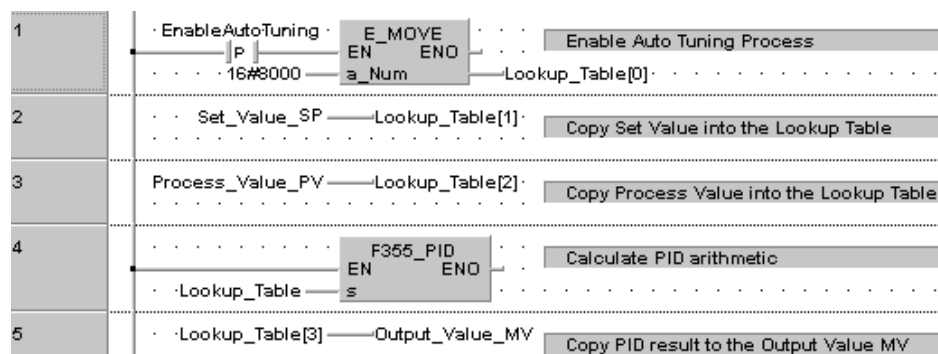 1
EnableAutoTuning
P
E_MOVE
EN ENO
16#8000 a_Num Lookup_Table[0]
Enable Auto Tuning Process
2
Set_Value_SP Lookup_Table[1]
Copy Set Value into the Lookup Table
3
Process_Value_PV Lookup_Table[2]
Copy Process Value into the Lookup Table
4
F355_PID
EN ENO
Lookup_Table s
Calculate PID arithmetic
5
Lookup_Table[3] Output_Value_MV
Copy PID result to the Output Value MV